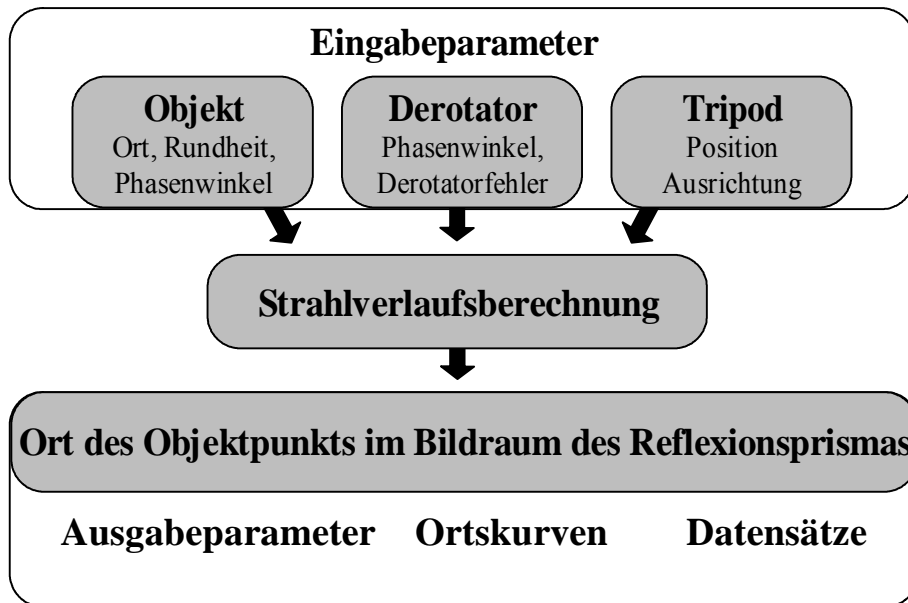 Eingabeparameter
Objekt
Ort, Rundheit,
Phasenwinkel
Derotator
Phasenwinkel,
Derotatorfehler
Tripod
Position
Ausrichtung
Strahlverlaufsberechnung
Ort des Objektpunkts im Bildraum des Reflexionsprismas
Ausgabeparameter Ortskurven Datensätze